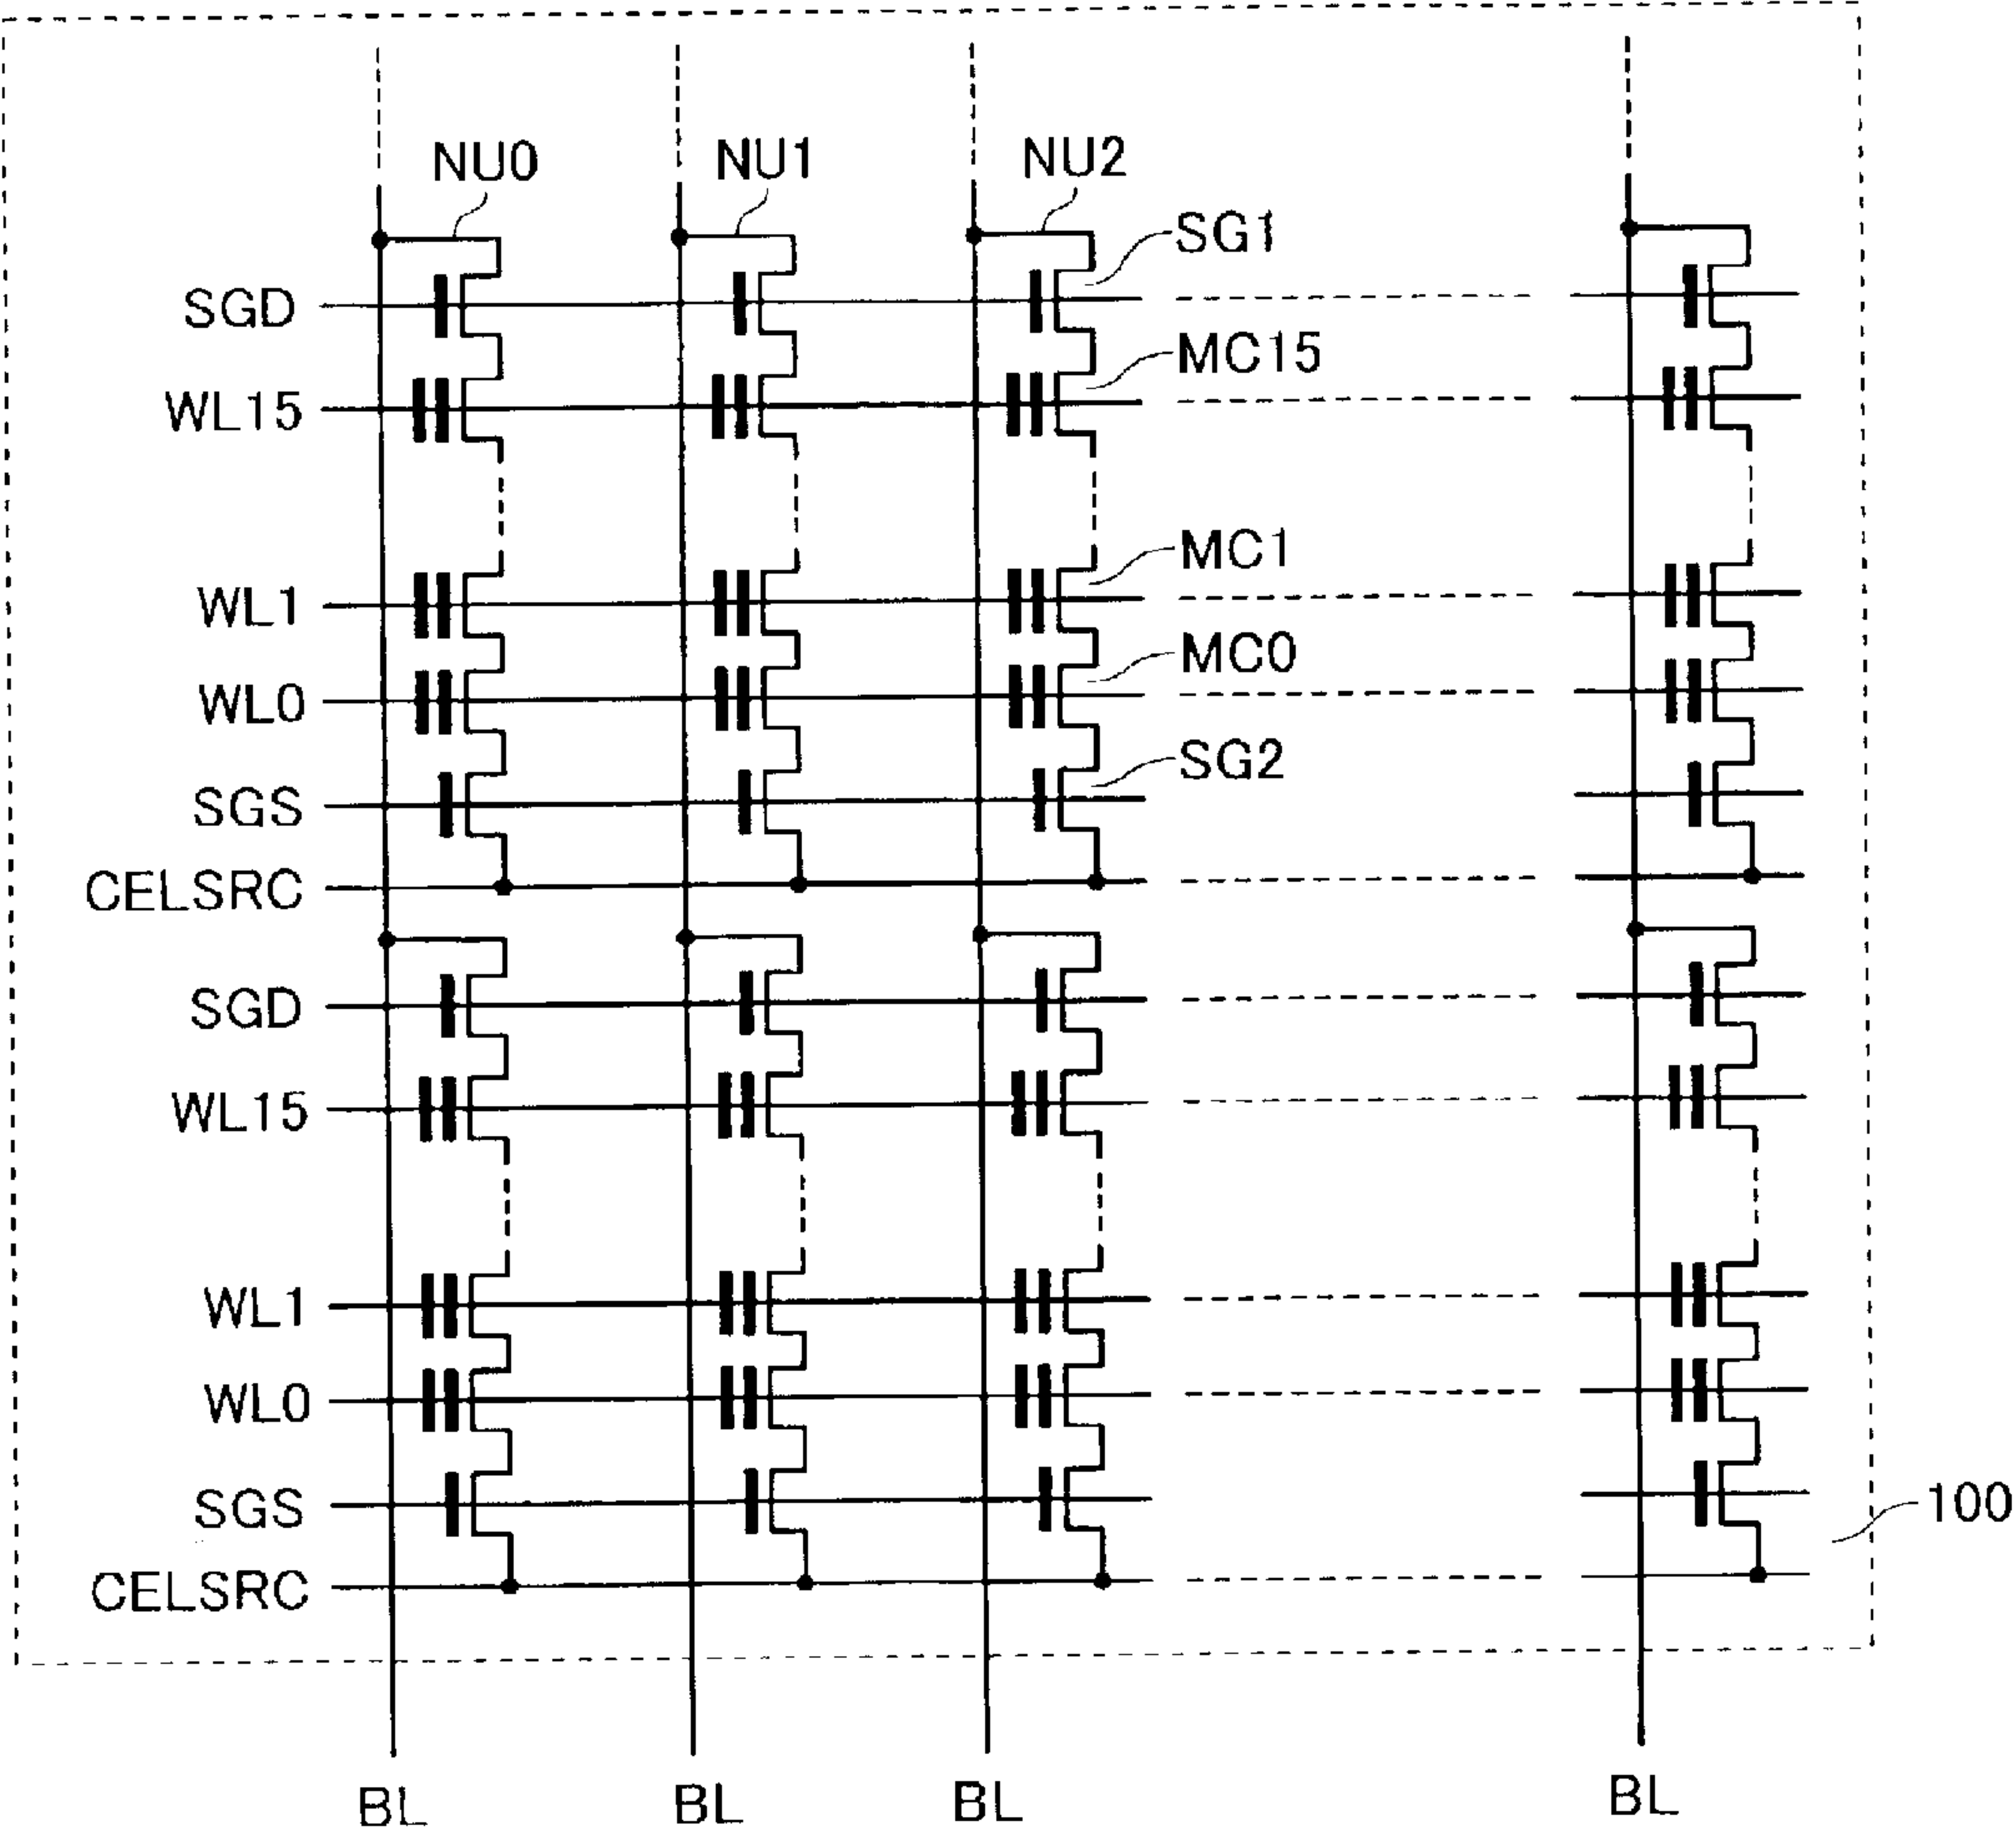 NU0 NU1 NU2
SG1
SGD
MC15
WL15
MC1
WL1
MC0
WL0
SG2
SGS
CELSRC
SGD
WL15
WL1
WL0
SGS
100
CELSRC
BL BL BL BL